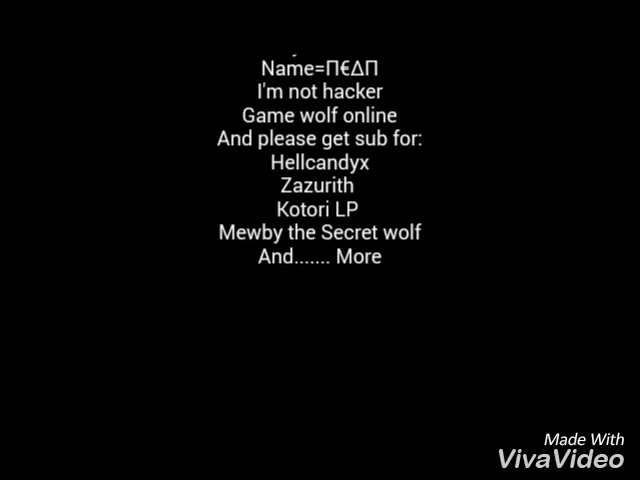 Name=Π€ΔΠ
I'm not hacker
Game wolf online
And please get sub for:
Hellcandyx
Zazurith
Kotori LP
Mewby the Secret wolf
And....... More
Made With
VivaVideo